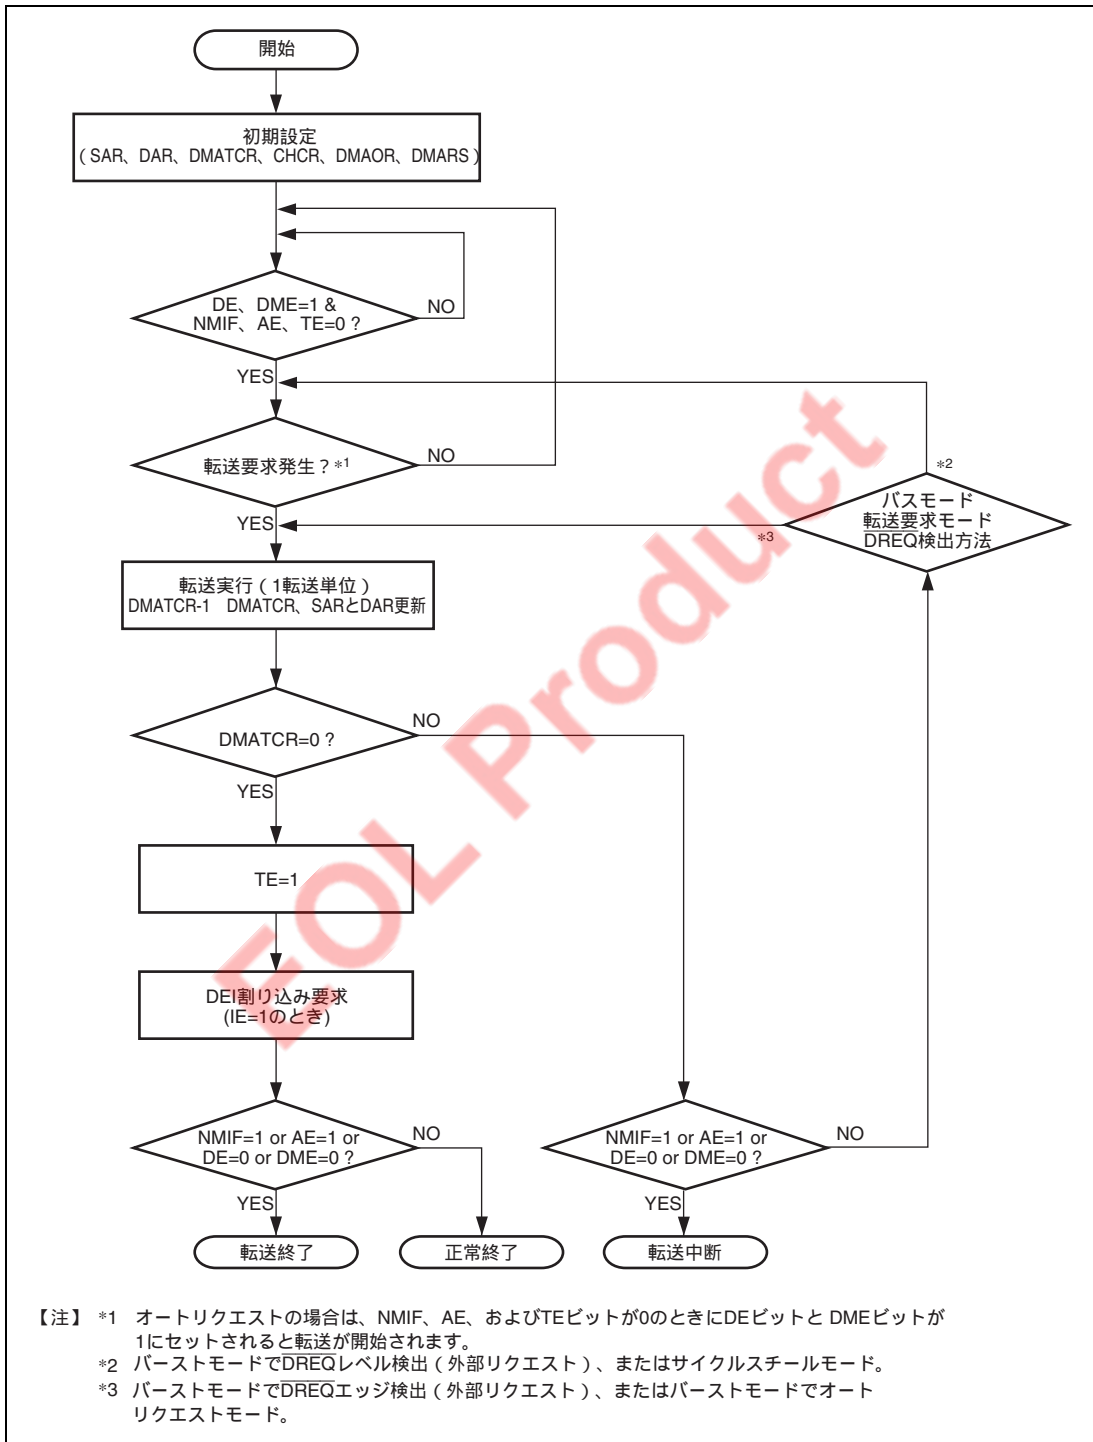 開始
初期設定
（SAR、DAR、DMATCR、CHCR、DMAOR、DMARS）
DE、DME=1 &
NMIF、AE、TE=0 ?
NO
YES
転送要求発生？*1
NO
YES
*2
バスモード
転送要求モード
DREQ検出方法
*3
転送実行（1転送単位）
DMATCR-1　DMATCR、SARとDAR更新
DMATCR=0 ?
NO
YES
TE=1
DEI割り込み要求
(IE=1のとき)
NMIF=1 or AE=1 or
DE=0 or DME=0 ?
NO
YES
NMIF=1 or AE=1 or
DE=0 or DME=0 ?
NO
YES
転送終了
正常終了
転送中断
EOL Product
【注】 *1　オートリクエストの場合は、NMIF、AE、およびTEビットが0のときにDEビットと DMEビットが
1にセットされると転送が開始されます。
*2　バーストモードでDREQレベル検出（外部リクエスト）、またはサイクルスチールモード。
*3　バーストモードでDREQエッジ検出（外部リクエスト）、またはバーストモードでオート
リクエストモード。